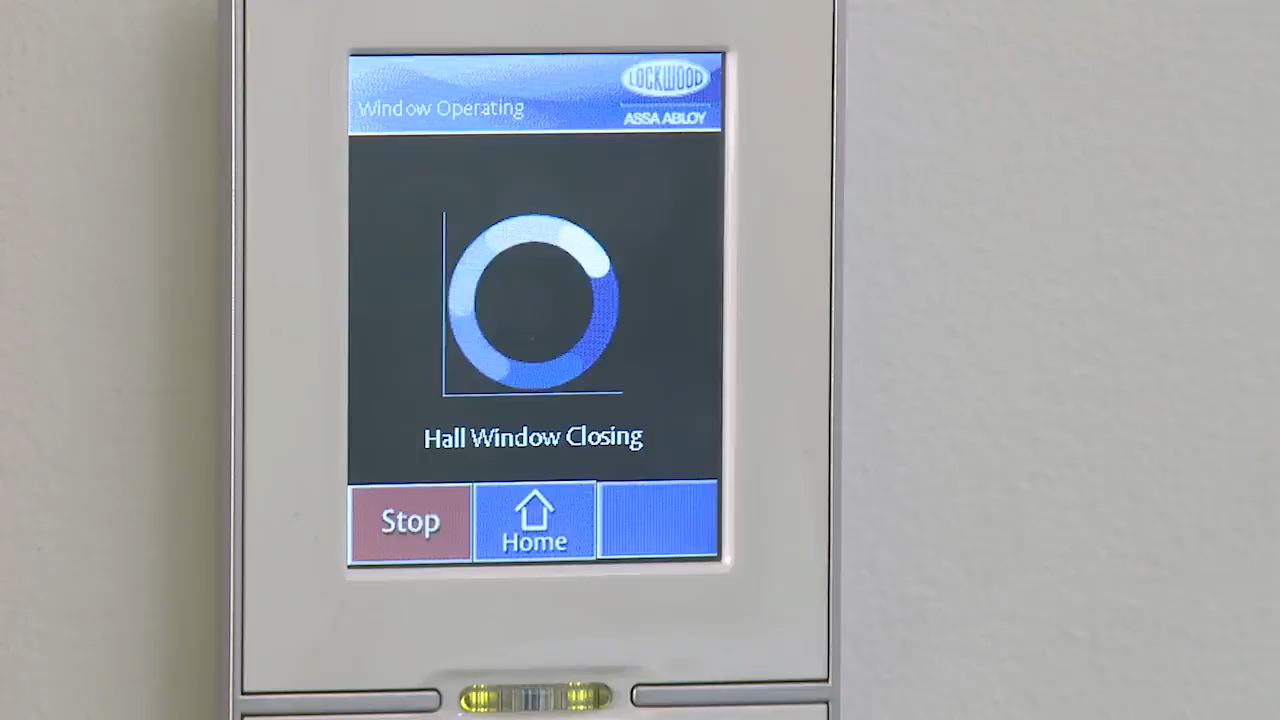 LOCKWOOD
ASSA ABLOY
Window Operating
Hall Window Closing
Stop
Home